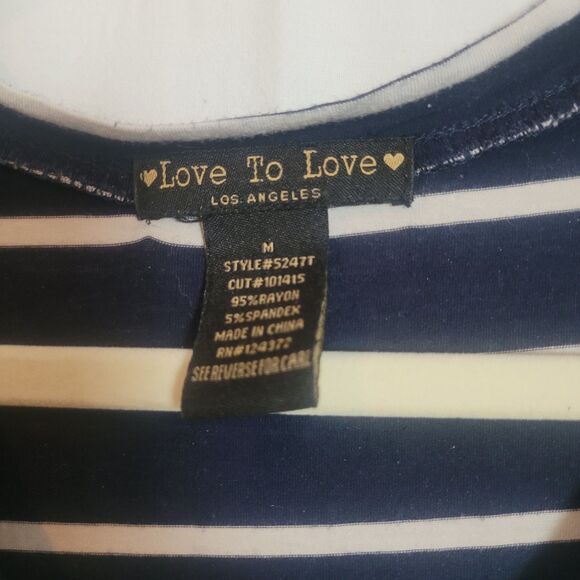 ♥Love To Love♥
LOS ANGELES
M
STYLE#5247T
CUT#101415
95%RAYON
5%SPANDEX
MADE IN CHINA
RN#124372
SEE REVERSE FOR CARE